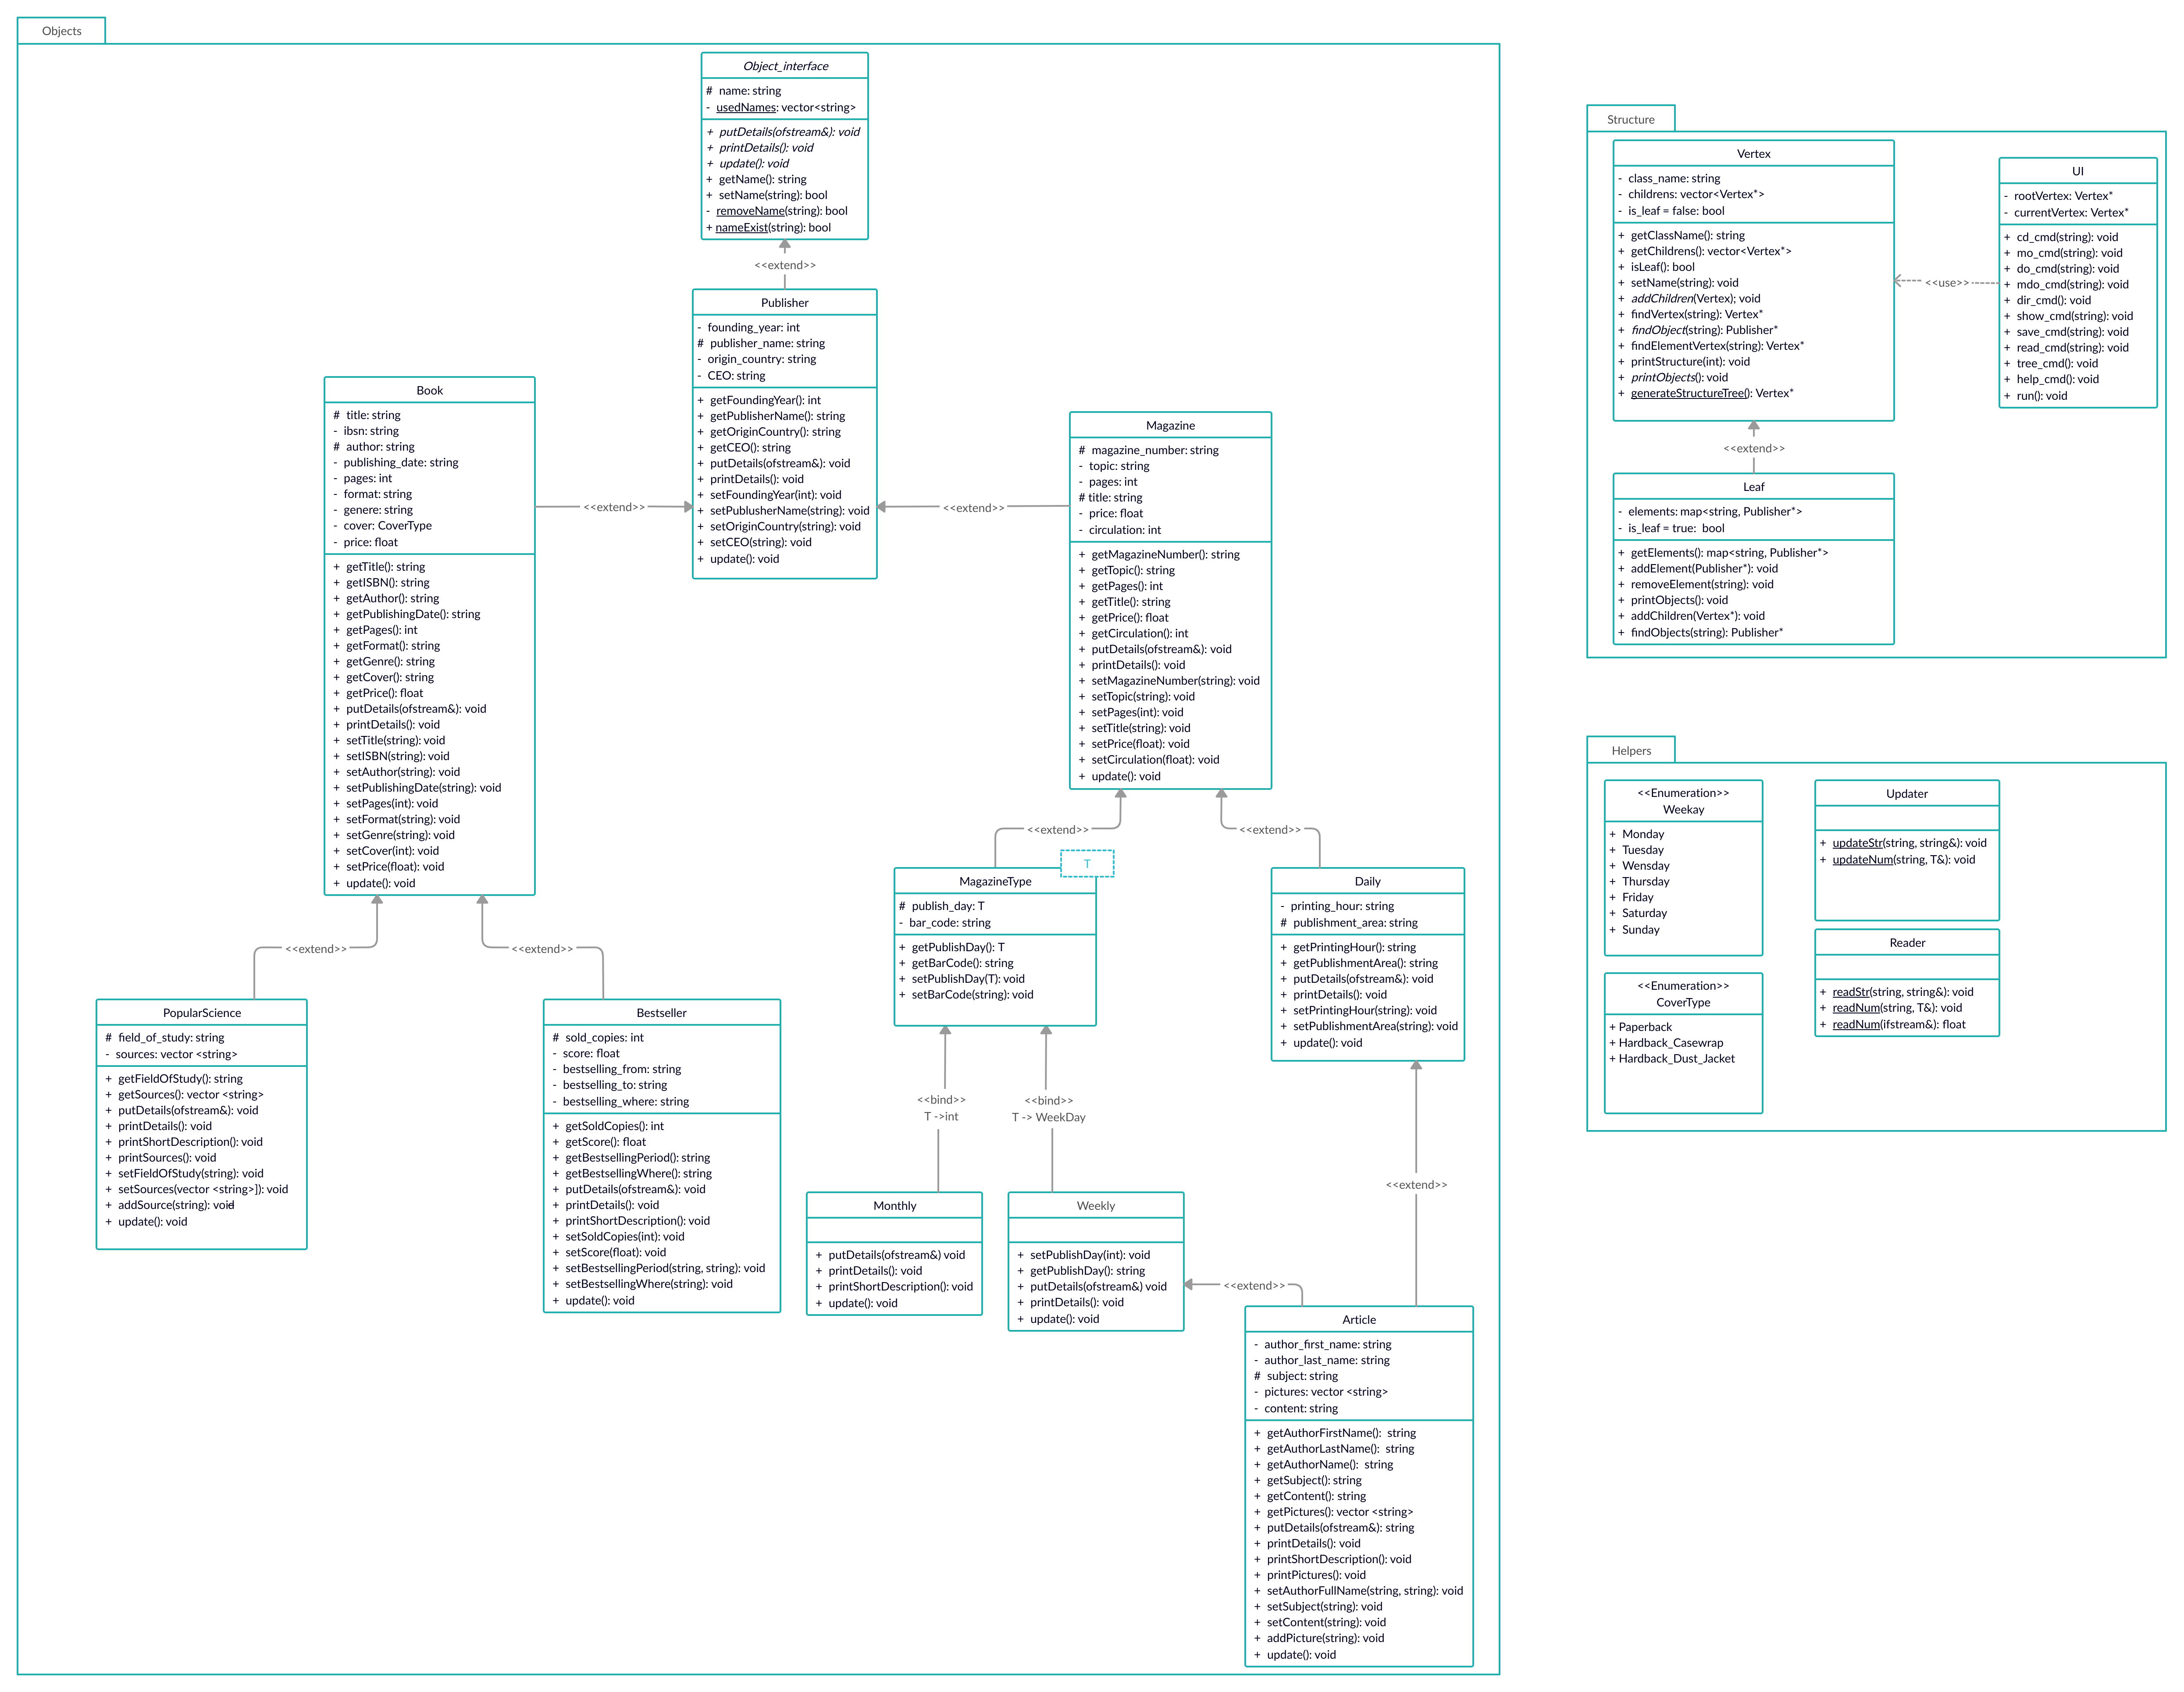 Objects
Object_interface
# name: string
- usedNames: vector<string>
+ putDetails(ofstream&): void
+ printDetails(): void
+ update(): void
+ getName(): string
+ setName(string): bool
- removeName(string): bool
+ nameExist(string): bool
<<extend>>
Publisher
- founding_year: int
# publisher_name: string
- origin_country: string
- CEO: string
+ getFoundingYear(): int
+ getPublisherName(): string
+ getOriginCountry(): string
+ getCEO(): string
+ putDetails(ofstream&): void
+ printDetails(): void
+ setFoundingYear(int): void
+ setPublusherName(string): void
+ setOriginCountry(string): void
+ setCEO(string): void
+ update(): void
<<extend>>
<<extend>>
Book
# title: string
- ibsn: string
# author: string
- publishing_date: string
- pages: int
- format: string
- genere: string
- cover: CoverType
- price: float
+ getTitle(): string
+ getISBN(): string
+ getAuthor(): string
+ getPublishingDate(): string
+ getPages(): int
+ getFormat(): string
+ getGenre(): string
+ getCover(): string
+ getPrice(): float
+ putDetails(ofstream&): void
+ printDetails(): void
+ setTitle(string): void
+ setISBN(string): void
+ setAuthor(string): void
+ setPublishingDate(string): void
+ setPages(int): void
+ setFormat(string): void
+ setGenre(string): void
+ setCover(int): void
+ setPrice(float): void
+ update(): void
Magazine
# magazine_number: string
- topic: string
- pages: int
# title: string
- price: float
- circulation: int
+ getMagazineNumber(): string
+ getTopic(): string
+ getPages(): int
+ getTitle(): string
+ getPrice(): float
+ getCirculation(): int
+ putDetails(ofstream&): void
+ printDetails(): void
+ setMagazineNumber(string): void
+ setTopic(string): void
+ setPages(int): void
+ setTitle(string): void
+ setPrice(float): void
+ setCirculation(float): void
+ update(): void
<<extend>>
<<extend>>
<<extend>>
<<extend>>
PopularScience
# field_of_study: string
- sources: vector <string>
+ getFieldOfStudy(): string
+ getSources(): vector <string>
+ putDetails(ofstream&): void
+ printDetails(): void
+ printShortDescription(): void
+ printSources(): void
+ setFieldOfStudy(string): void
+ setSources(vector <string>]): void
+ addSource(string): void
+ update(): void
Bestseller
# sold_copies: int
- score: float
- bestselling_from: string
- bestselling_to: string
- bestselling_where: string
+ getSoldCopies(): int
+ getScore(): float
+ getBestsellingPeriod(): string
+ getBestsellingWhere(): string
+ putDetails(ofstream&): void
+ printDetails(): void
+ printShortDescription(): void
+ setSoldCopies(int): void
+ setScore(float): void
+ setBestsellingPeriod(string, string): void
+ setBestsellingWhere(string): void
+ update(): void
T
MagazineType
# publish_day: T
- bar_code: string
+ getPublishDay(): T
+ getBarCode(): string
+ setPublishDay(T): void
+ setBarCode(string): void
Daily
- printing_hour: string
# publishment_area: string
+ getPrintingHour(): string
+ getPublishmentArea(): string
+ putDetails(ofstream&): void
+ printDetails(): void
+ setPrintingHour(string): void
+ setPublishmentArea(string): void
+ update(): void
<<bind>>
T ->int
<<bind>>
T -> WeekDay
<<extend>>
Monthly
+ putDetails(ofstream&) void
+ printDetails(): void
+ printShortDescription(): void
+ update(): void
Weekly
+ setPublishDay(int): void
+ getPublishDay(): string
+ putDetails(ofstream&) void
+ printDetails(): void
+ update(): void
<<extend>>
Article
- author_first_name: string
- author_last_name: string
# subject: string
- pictures: vector <string>
- content: string
+ getAuthorFirstName(): string
+ getAuthorLastName(): string
+ getAuthorName(): string
+ getSubject(): string
+ getContent(): string
+ getPictures(): vector <string>
+ putDetails(ofstream&): string
+ printDetails(): void
+ printShortDescription(): void
+ printPictures(): void
+ setAuthorFullName(string, string): void
+ setSubject(string): void
+ setContent(string): void
+ addPicture(string): void
+ update(): void
Structure
Vertex
- class_name: string
- childrens: vector<Vertex*>
- is_leaf = false: bool
+ getClassName(): string
+ getChildrens(): vector<Vertex*>
+ isLeaf(): bool
+ setName(string): void
+ addChildren(Vertex); void
+ findVertex(string): Vertex*
+ findObject(string): Publisher*
+ findElementVertex(string): Vertex*
+ printStructure(int): void
+ printObjects(): void
+ generateStructureTree(): Vertex*
<<use>>
UI
- rootVertex: Vertex*
- currentVertex: Vertex*
+ cd_cmd(string): void
+ mo_cmd(string): void
+ do_cmd(string): void
+ mdo_cmd(string): void
+ dir_cmd(): void
+ show_cmd(string): void
+ save_cmd(string): void
+ read_cmd(string): void
+ tree_cmd(): void
+ help_cmd(): void
+ run(): void
<<extend>>
Leaf
- elements: map<string, Publisher*>
- is_leaf = true: bool
+ getElements(): map<string, Publisher*>
+ addElement(Publisher*): void
+ removeElement(string): void
+ printObjects(): void
+ addChildren(Vertex*): void
+ findObjects(string): Publisher*
Helpers
<<Enumeration>>
Weekay
+ Monday
+ Tuesday
+ Wensday
+ Thursday
+ Friday
+ Saturday
+ Sunday
Updater
+ updateStr(string, string&): void
+ updateNum(string, T&): void
<<Enumeration>>
CoverType
+ Paperback
+ Hardback_Casewrap
+ Hardback_Dust_Jacket
Reader
+ readStr(string, string&): void
+ readNum(string, T&): void
+ readNum(ifstream&): float